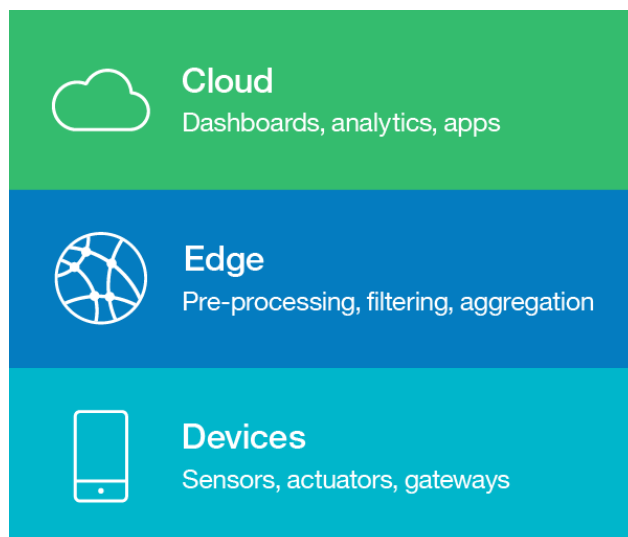 Cloud
Dashboards, analytics, apps
Edge
Pre-processing, filtering, aggregation
Devices
Sensors, actuators, gateways